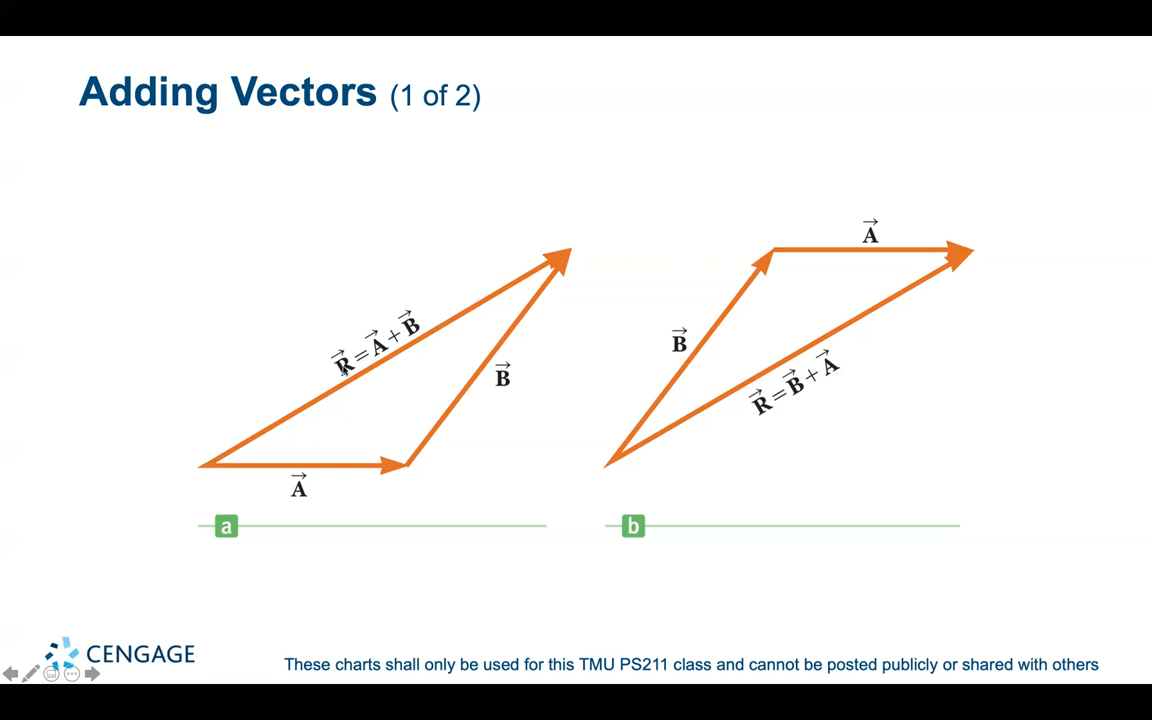 Adding Vectors (1 of 2)
R⃗ = A⃗ + B⃗
B⃗
A⃗
a
A⃗
B⃗
R⃗ = B⃗ + A⃗
b
CENGAGE
These charts shall only be used for this TMU PS211 class and cannot be posted publicly or shared with others